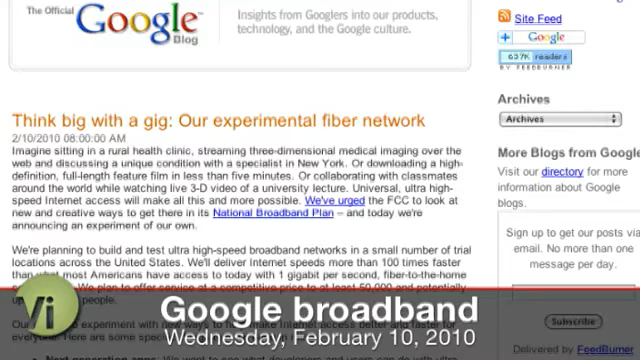 The Official
Google
Blog
Insights from Googlers into our products,
technology, and the Google culture.
Site Feed
Google
637K readers
BY FEEDBURNER
Archives
Archives
More Blogs from Google
Visit our directory for more
information about Google
blogs.
Sign up to get our posts via
email. No more than one
message per day.
Subscribe
Delivered by FeedBurner
Think big with a gig: Our experimental fiber network
2/10/2010 08:00:00 AM
Imagine sitting in a rural health clinic, streaming three-dimensional medical imaging over the
web and discussing a unique condition with a specialist in New York. Or downloading a high-
definition, full-length feature film in less than five minutes. Or collaborating with classmates
around the world while watching live 3-D video of a university lecture. Universal, ultra high-
speed Internet access will make all this and more possible. We've urged the FCC to look at
new and creative ways to get there in its National Broadband Plan – and today we're
announcing an experiment of our own.
We're planning to build and test ultra high-speed broadband networks in a small number of trial
locations across the United States. We'll deliver Internet speeds more than 100 times faster
than what most Americans have access to today with 1 gigabit per second, fiber-to-the-home
Vi
Google broadband
Wednesday, February 10, 2010